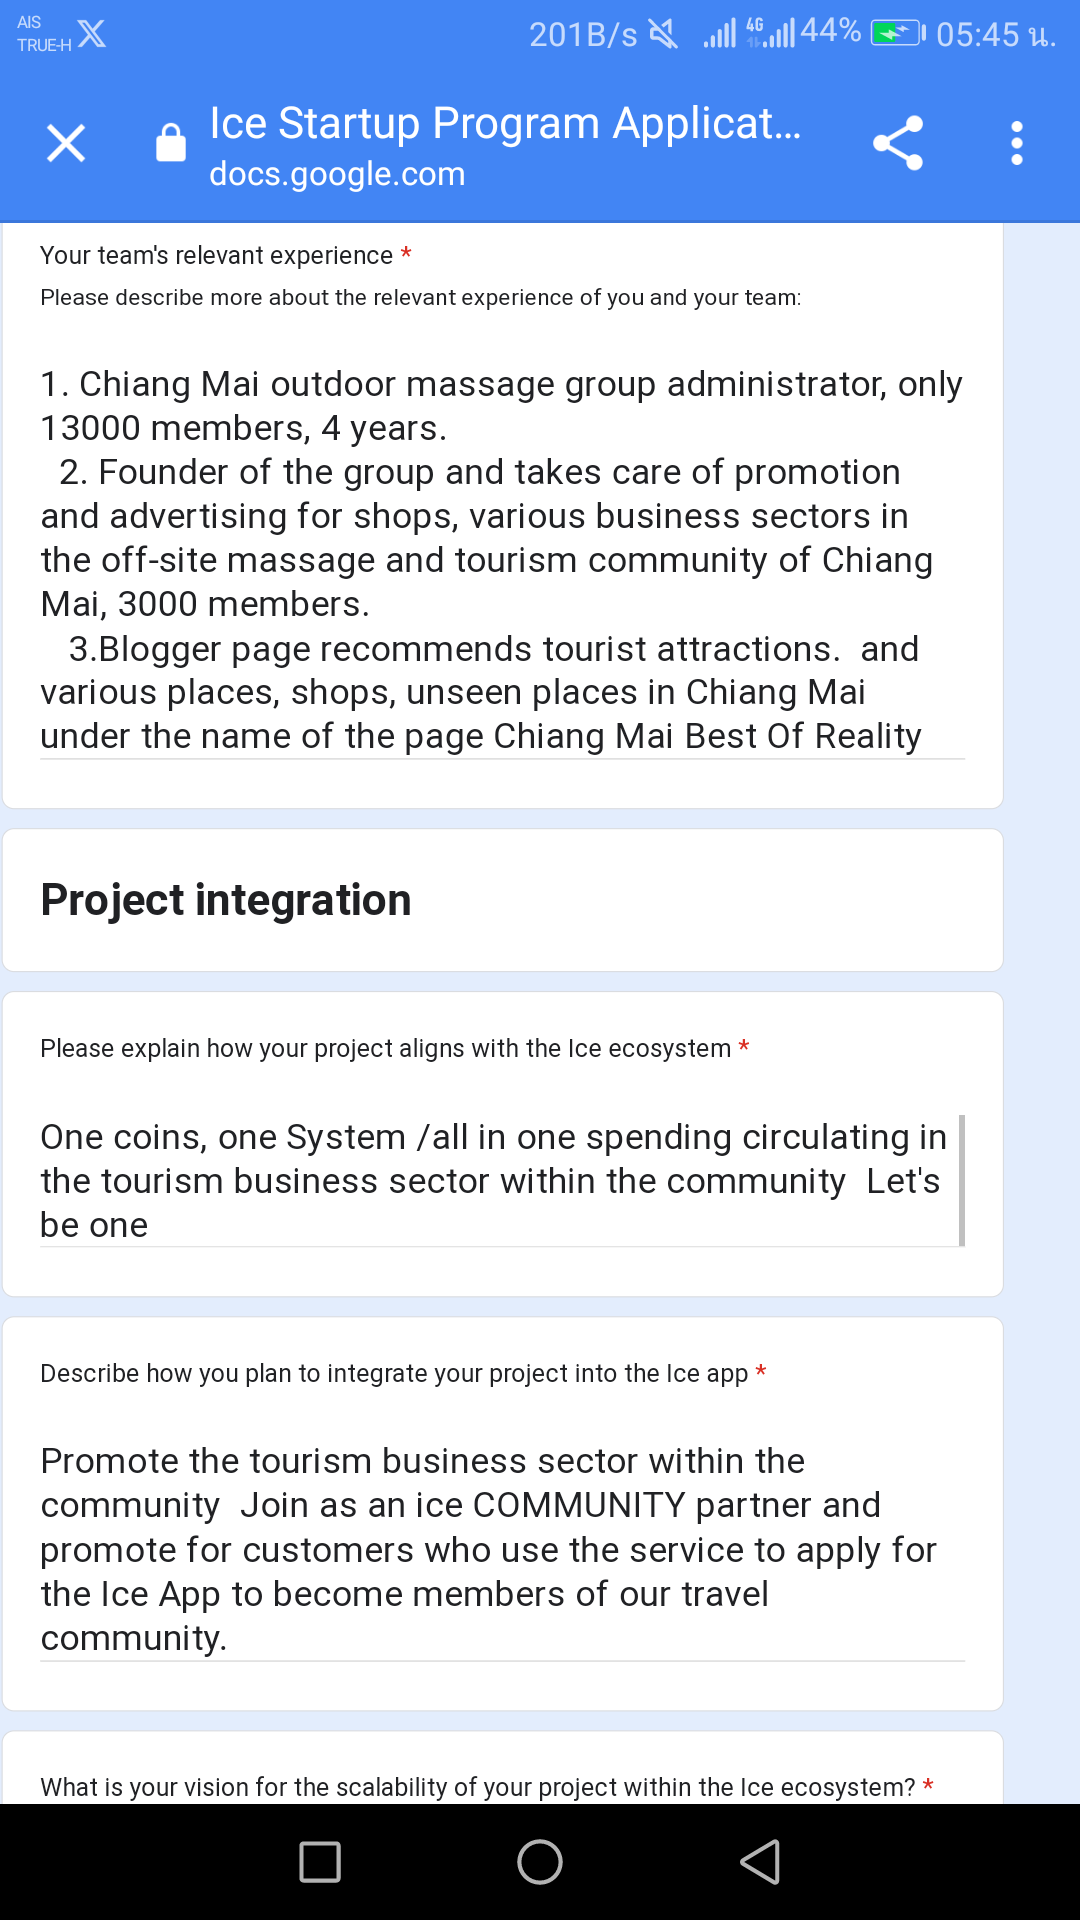 AIS
TRUE-H
201B/s 4G 44% 05:45 น.
Ice Startup Program Applicat...
docs.google.com
Your team's relevant experience *
Please describe more about the relevant experience of you and your team:
1. Chiang Mai outdoor massage group administrator, only
13000 members, 4 years.
2. Founder of the group and takes care of promotion
and advertising for shops, various business sectors in
the off-site massage and tourism community of Chiang
Mai, 3000 members.
3.Blogger page recommends tourist attractions.  and
various places, shops, unseen places in Chiang Mai
under the name of the page Chiang Mai Best Of Reality
Project integration
Please explain how your project aligns with the Ice ecosystem *
One coins, one System /all in one spending circulating in
the tourism business sector within the community  Let's
be one
Describe how you plan to integrate your project into the Ice app *
Promote the tourism business sector within the
community  Join as an ice COMMUNITY partner and
promote for customers who use the service to apply for
the Ice App to become members of our travel
community.
What is your vision for the scalability of your project within the Ice ecosystem? *